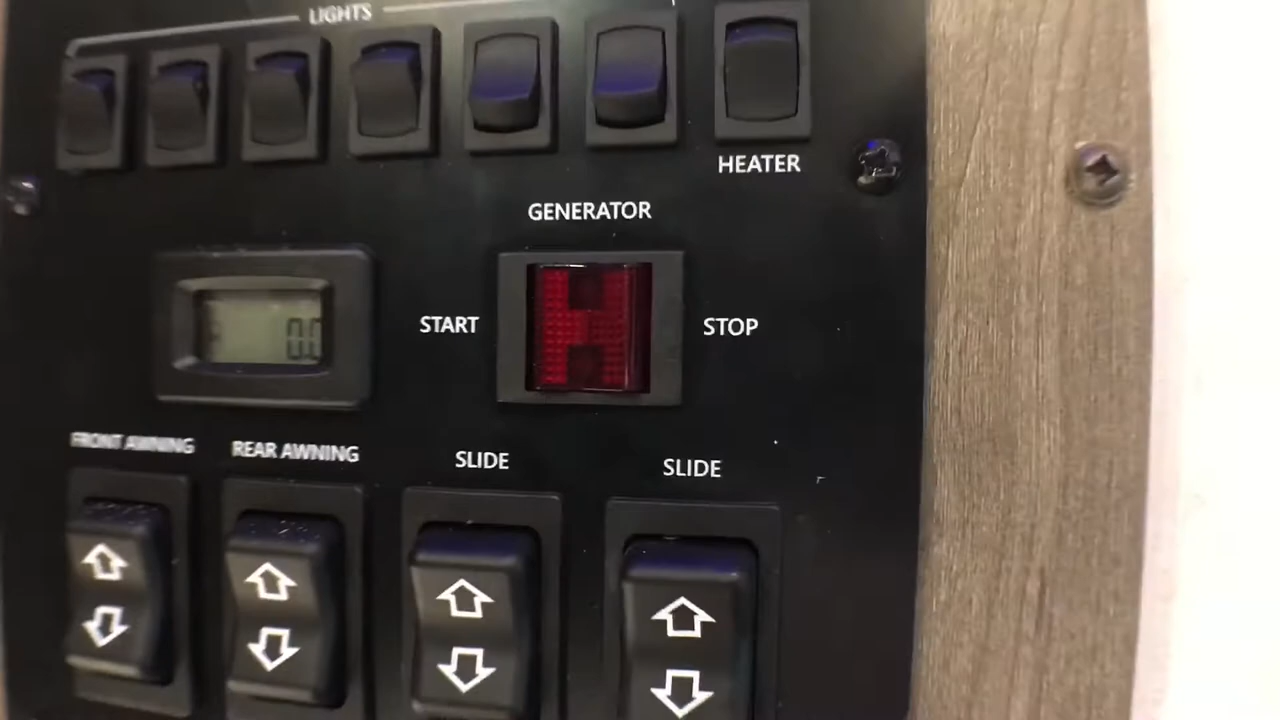 LIGHTS
HEATER
GENERATOR
START
STOP
0.0
FRONT AWNING
REAR AWNING
SLIDE
SLIDE